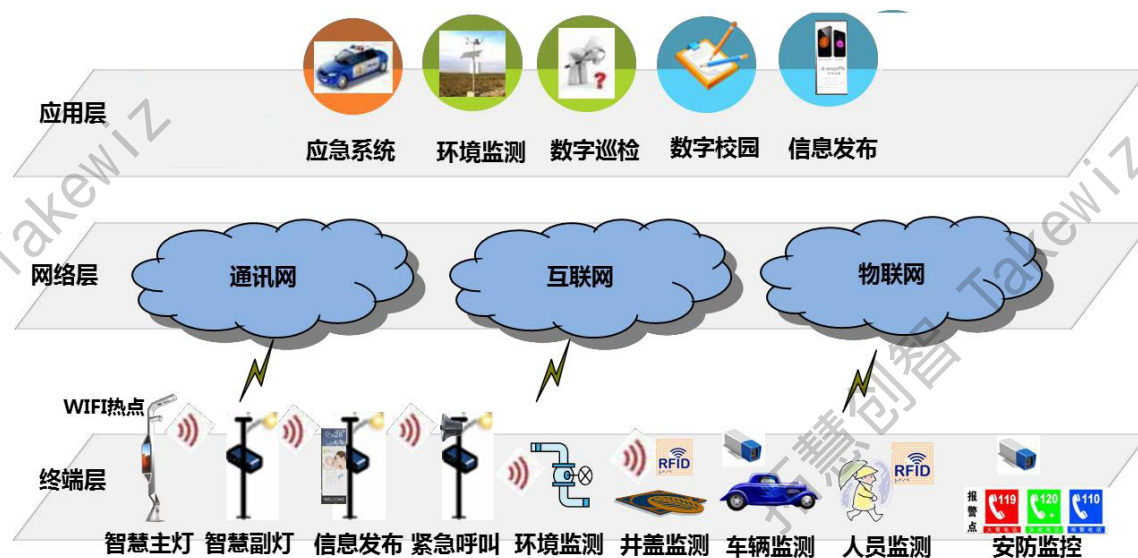 应用层
应急系统
环境监测
数字巡检
数字校园
信息发布
网络层
通讯网
互联网
物联网
WIFI热点
终端层
RFID
RFID
报警点
119
120
110
智慧主灯
智慧副灯
信息发布
紧急呼叫
环境监测
井盖监测
车辆监测
人员监测
安防监控
WELCOME
Takewiz
拓慧创智 Takewiz